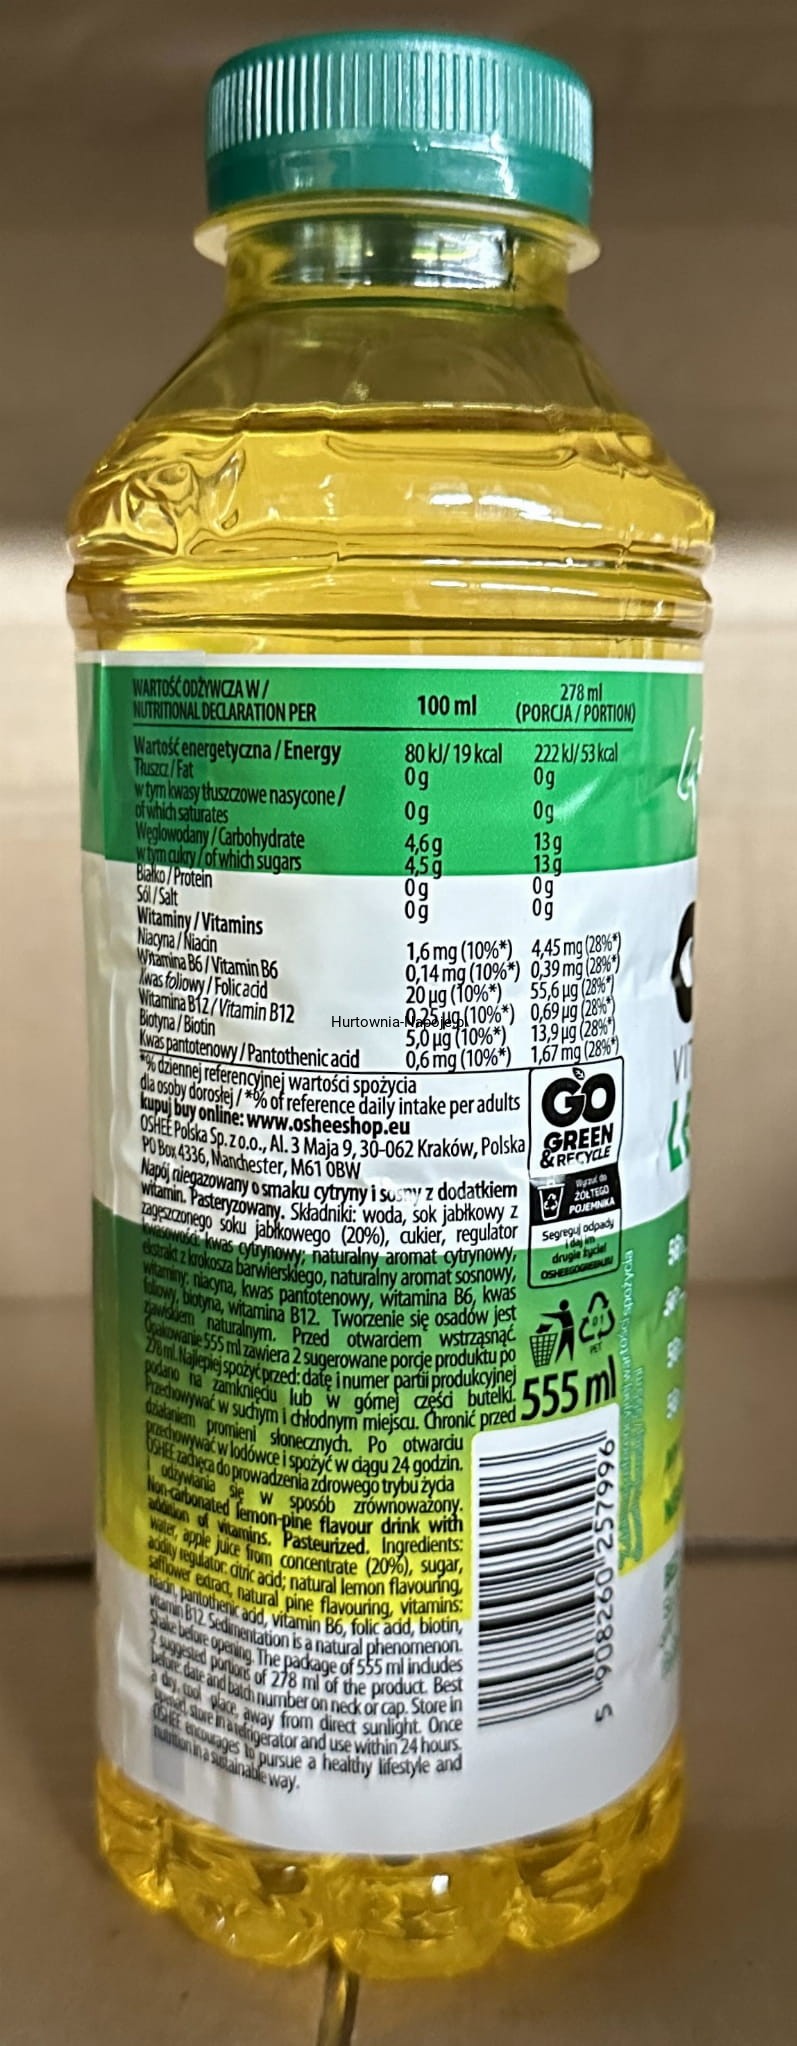 WARTOŚĆ ODŻYWCZA W /
NUTRITIONAL DECLARATION PER 100 ml 278 ml (PORCJA / PORTION)
Wartość energetyczna / Energy 80 kJ/ 19 kcal 222 kJ/ 53 kcal
Tłuszcz / Fat 0 g 0 g
w tym kwasy tłuszczowe nasycone /
of which saturates 0 g 0 g
Węglowodany / Carbohydrate 4,6 g 13 g
w tym cukry / of which sugars 4,5 g 13 g
Białko / Protein 0 g 0 g
Sól / Salt 0 g 0 g
Witaminy / Vitamins
Niacyna / Niacin 1,6 mg (10%*) 4,45 mg (28%*)
Witamina B6 / Vitamin B6 0,14 mg (10%*) 0,39 mg (28%*)
Kwas foliowy / Folic acid 20 µg (10%*) 55,6 µg (28%*)
Witamina B12 / Vitamin B12 0,25 µg (10%*) 0,69 µg (28%*)
Biotyna / Biotin 5,0 µg (10%*) 13,9 µg (28%*)
Kwas pantotenowy / Pantothenic acid 0,6 mg (10%*) 1,67 mg (28%*)
Hurtownia-Napoje.pl
*% dziennej referencyjnej wartości spożycia
dla osoby dorosłej / *% of reference daily intake per adults
kupuj buy online: www.osheeshop.eu
OSHEE Polska Sp. z o.o., Al. 3 Maja 9, 30-062 Kraków, Polska
PO Box 4336, Manchester, M61 0BW
Napój niegazowany o smaku cytryny i sosny z dodatkiem
witamin. Pasteryzowany. Składniki: woda, sok jabłkowy z
zagęszczonego soku jabłkowego (20%), cukier, regulator
kwasowości: kwas cytrynowy; naturalny aromat cytrynowy,
ekstrakt z krokosza barwierskiego, naturalny aromat sosnowy,
witaminy: niacyna, kwas pantotenowy, witamina B6, kwas
foliowy, biotyna, witamina B12. Tworzenie się osadów jest
zjawiskiem naturalnym. Przed otwarciem wstrząsnąć.
Opakowanie 555 ml zawiera 2 sugerowane porcje produktu po
278 ml. Najlepiej spożyć przed: datę i numer partii produkcyjnej
podano na zamknięciu lub w górnej części butelki.
Przechowywać w suchym i chłodnym miejscu. Chronić przed
działaniem promieni słonecznych. Po otwarciu
przechowywać w lodówce i spożyć w ciągu 24 godzin.
OSHEE zachęca do prowadzenia zdrowego trybu życia
i odżywiania się w sposób zrównoważony.
Non-carbonated lemon-pine flavour drink with
addition of vitamins. Pasteurized. Ingredients:
water, apple juice from concentrate (20%), sugar,
acidity regulator: citric acid; natural lemon flavouring,
safflower extract, natural pine flavouring, vitamins:
niacin, pantothenic acid, vitamin B6, folic acid, biotin,
vitamin B12. Sedimentation is a natural phenomenon.
Shake before opening. The package of 555 ml includes
2 suggested portions of 278 ml of the product. Best
before: date and batch number on neck or cap. Store in
a dry, cool place, away from direct sunlight. Once
opened, store in a refrigerator and use within 24 hours.
OSHEE encourages to pursue a healthy lifestyle and
nutrition in a sustainable way.
GO
GREEN
& RECYCLE
Wyrzuć do
ŻÓŁTEGO
POJEMNIKA
Segreguj odpady
i daj im
drugie życie!
OSHEEGOGREEN.EU
01
PET
555 ml
5 908260 257996